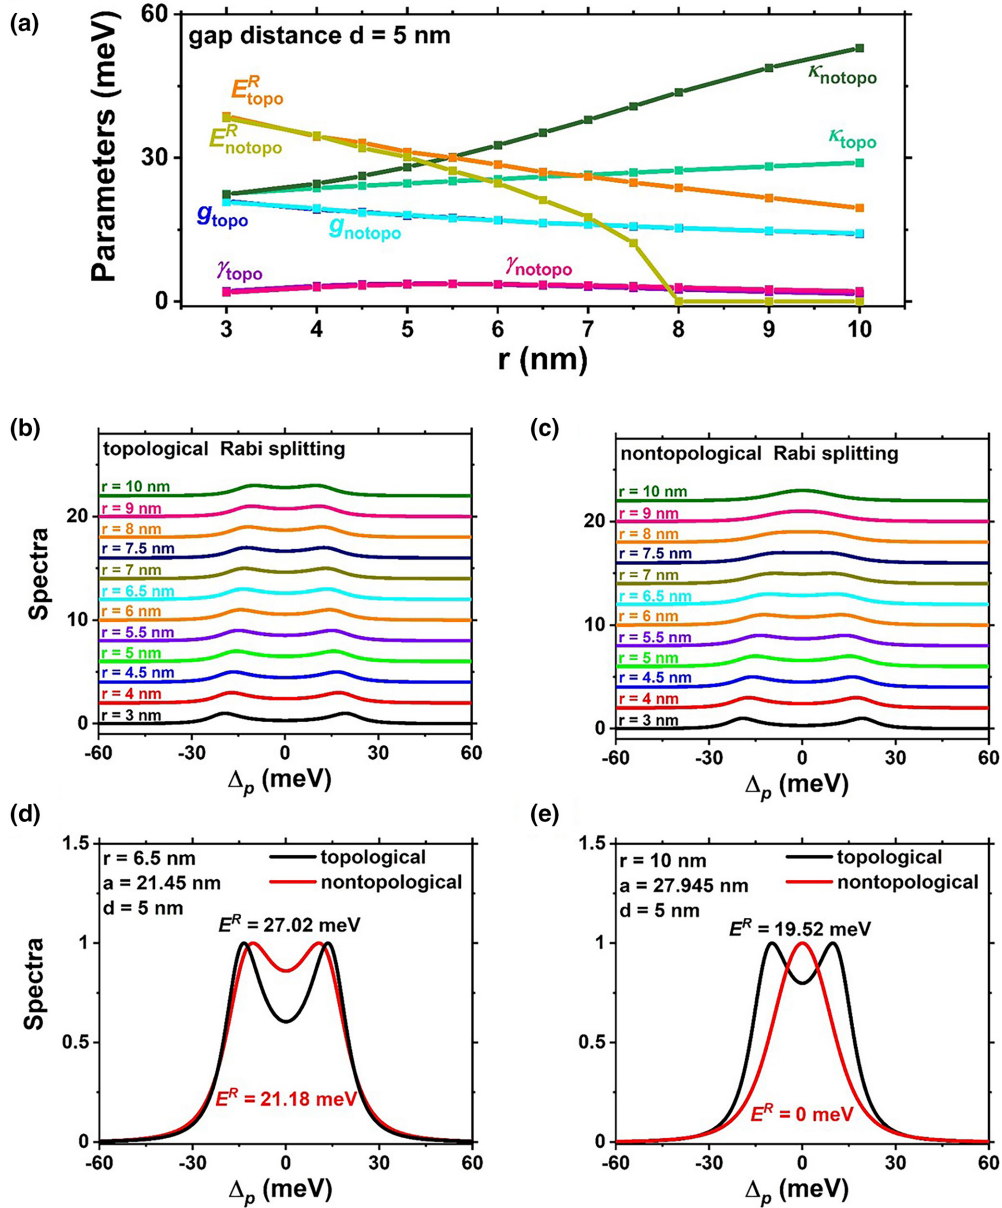 (a)
60
30
0
Parameters (meV)
gap distance d = 5 nm
E^R_topo
E^R_notopo
κ_notopo
κ_topo
g_topo
g_notopo
γ_topo
γ_notopo
3 4 5 6 7 8 9 10
r (nm)
(b)
topological Rabi splitting
r = 10 nm
r = 9 nm
r = 8 nm
r = 7.5 nm
r = 7 nm
r = 6.5 nm
r = 6 nm
r = 5.5 nm
r = 5 nm
r = 4.5 nm
r = 4 nm
r = 3 nm
20
10
0
Spectra
-60 -30 0 30 60
Δ_p (meV)
(c)
nontopological Rabi splitting
r = 10 nm
r = 9 nm
r = 8 nm
r = 7.5 nm
r = 7 nm
r = 6.5 nm
r = 6 nm
r = 5.5 nm
r = 5 nm
r = 4.5 nm
r = 4 nm
r = 3 nm
20
10
0
-60 -30 0 30 60
Δ_p (meV)
(d)
1.5
1
0.5
0
Spectra
r = 6.5 nm
a = 21.45 nm
d = 5 nm
topological
nontopological
E^R = 27.02 meV
E^R = 21.18 meV
-60 -30 0 30 60
Δ_p (meV)
(e)
1.5
1
0.5
0
r = 10 nm
a = 27.945 nm
d = 5 nm
topological
nontopological
E^R = 19.52 meV
E^R = 0 meV
-60 -30 0 30 60
Δ_p (meV)